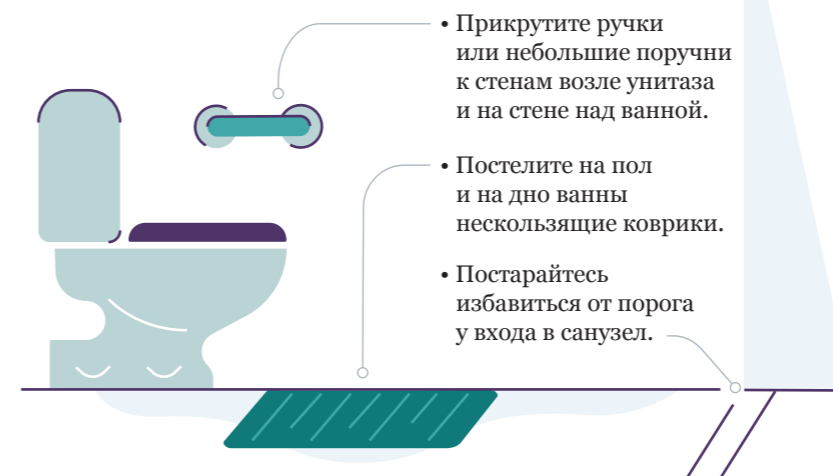 • Прикрутите ручки
или небольшие поручни
к стенам возле унитаза
и на стене над ванной.
• Постелите на пол
и на дно ванны
нескользящие коврики.
• Постарайтесь
избавиться от порога
у входа в санузел.